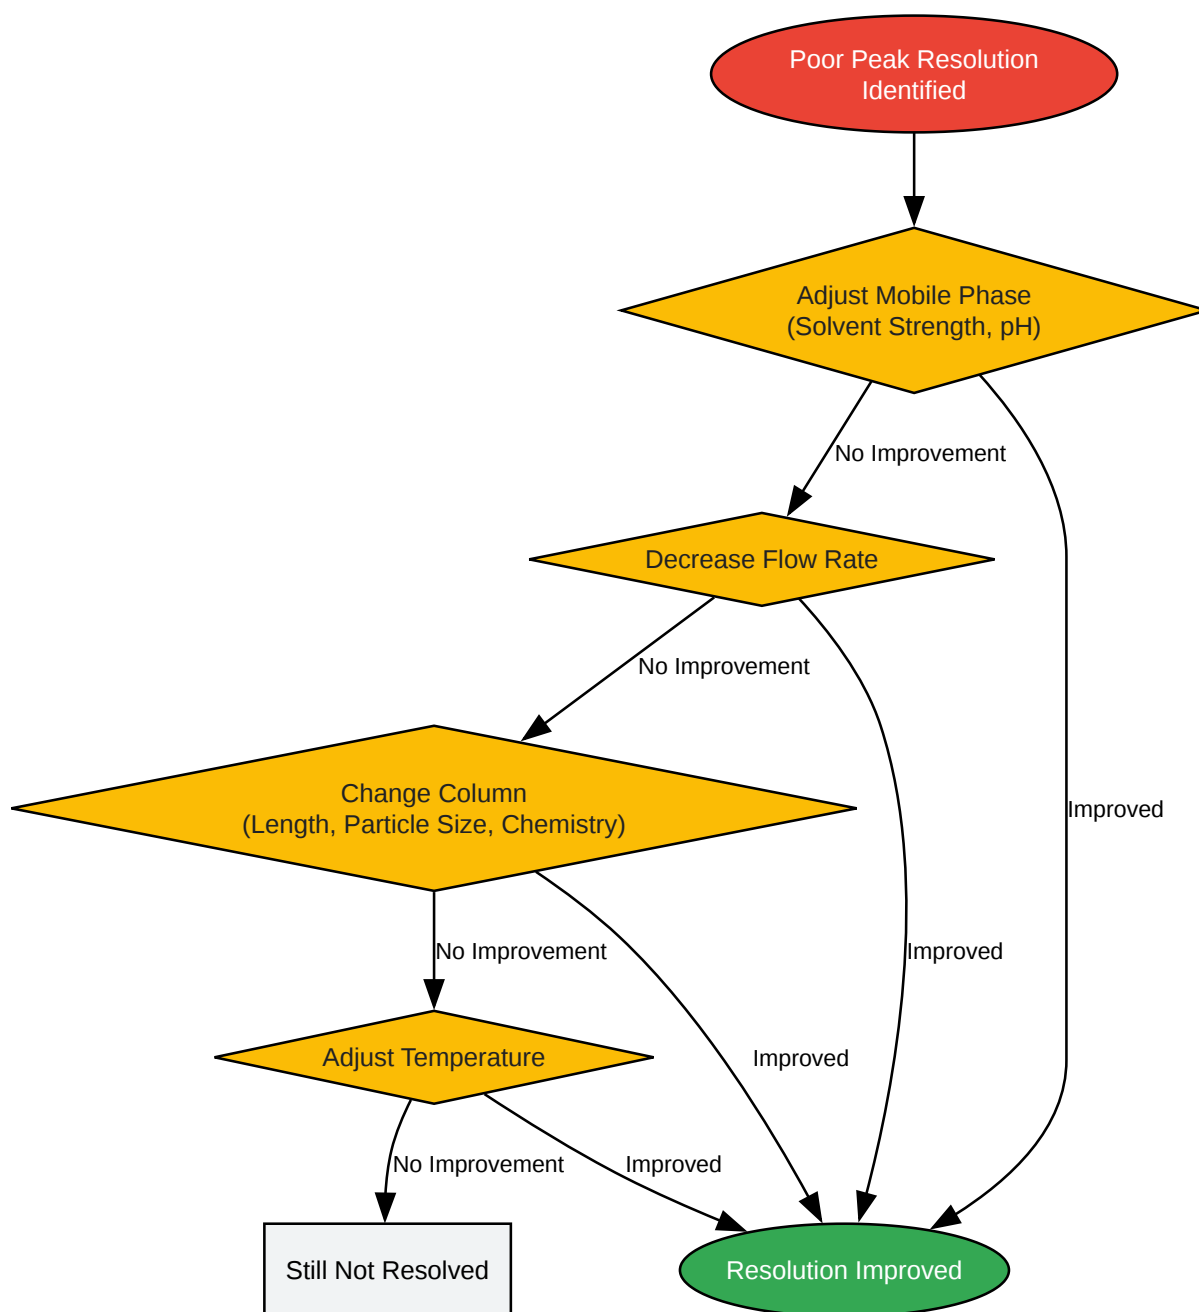 Poor Peak Resolution
Identified
Adjust Mobile Phase
(Solvent Strength, pH)
No Improvement
Decrease Flow Rate
No Improvement
Change Column
(Length, Particle Size, Chemistry)
Improved
No Improvement
Improved
Adjust Temperature
Improved
No Improvement
Improved
Still Not Resolved
Resolution Improved